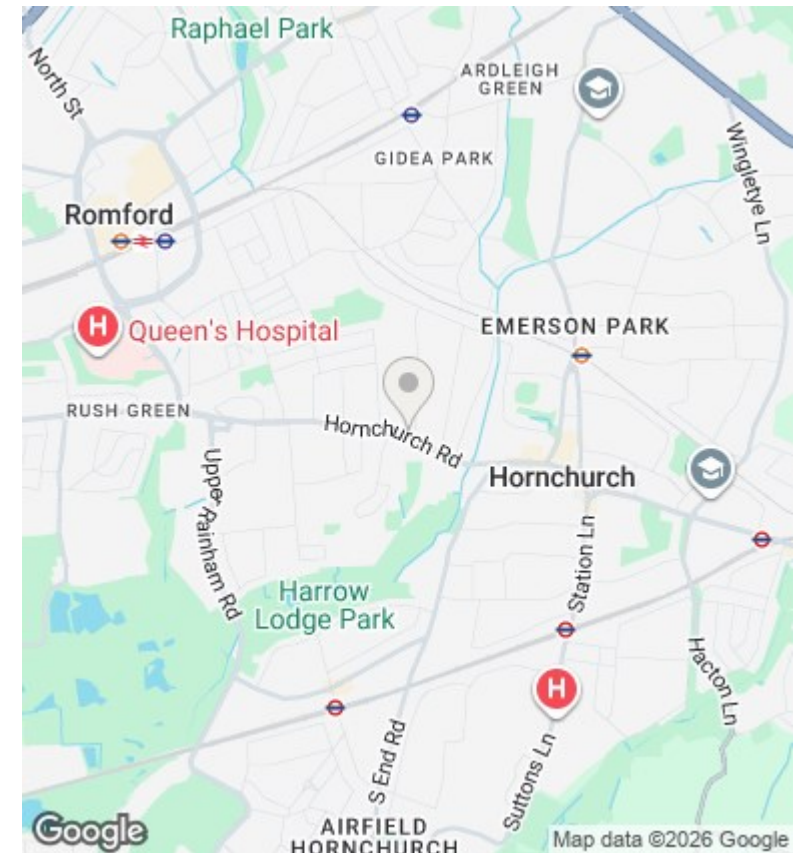 Raphael Park
North St
ARDLEIGH
GREEN
GIDEA PARK
Wingletye Ln
Romford
H
Queen's Hospital
EMERSON PARK
RUSH GREEN
Hornchurch Rd
Upper Rainham Rd
Hornchurch
Station Ln
Harrow
Lodge Park
Hacton Ln
H
S End Rd
Suttons Ln
AIRFIELD
HORNCHURCH
Google
Map data ©2026 Google